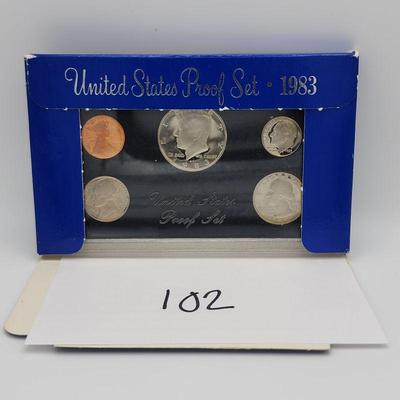 United States Proof Set · 1983
United States
Proof Set
102